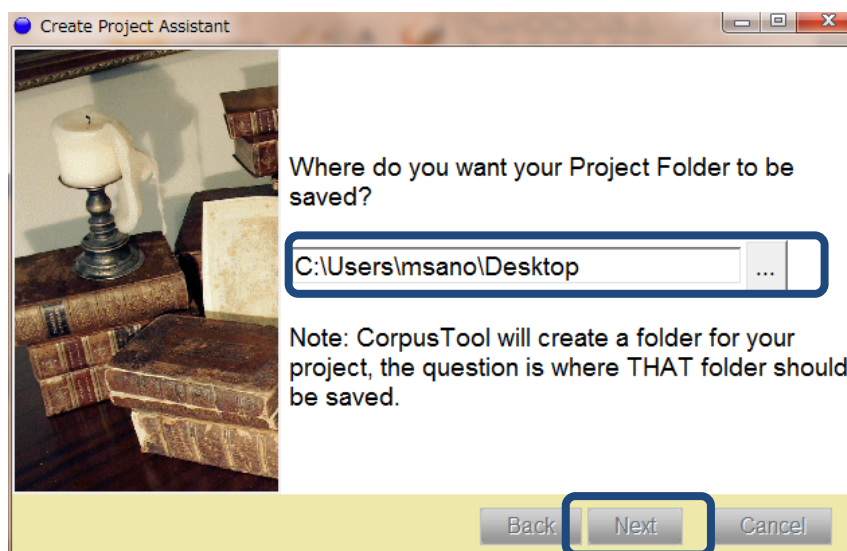 Create Project Assistant
Where do you want your Project Folder to be
saved?
C:\Users\msano\Desktop
...
Note: CorpusTool will create a folder for your
project, the question is where THAT folder should
be saved.
Back Next Cancel